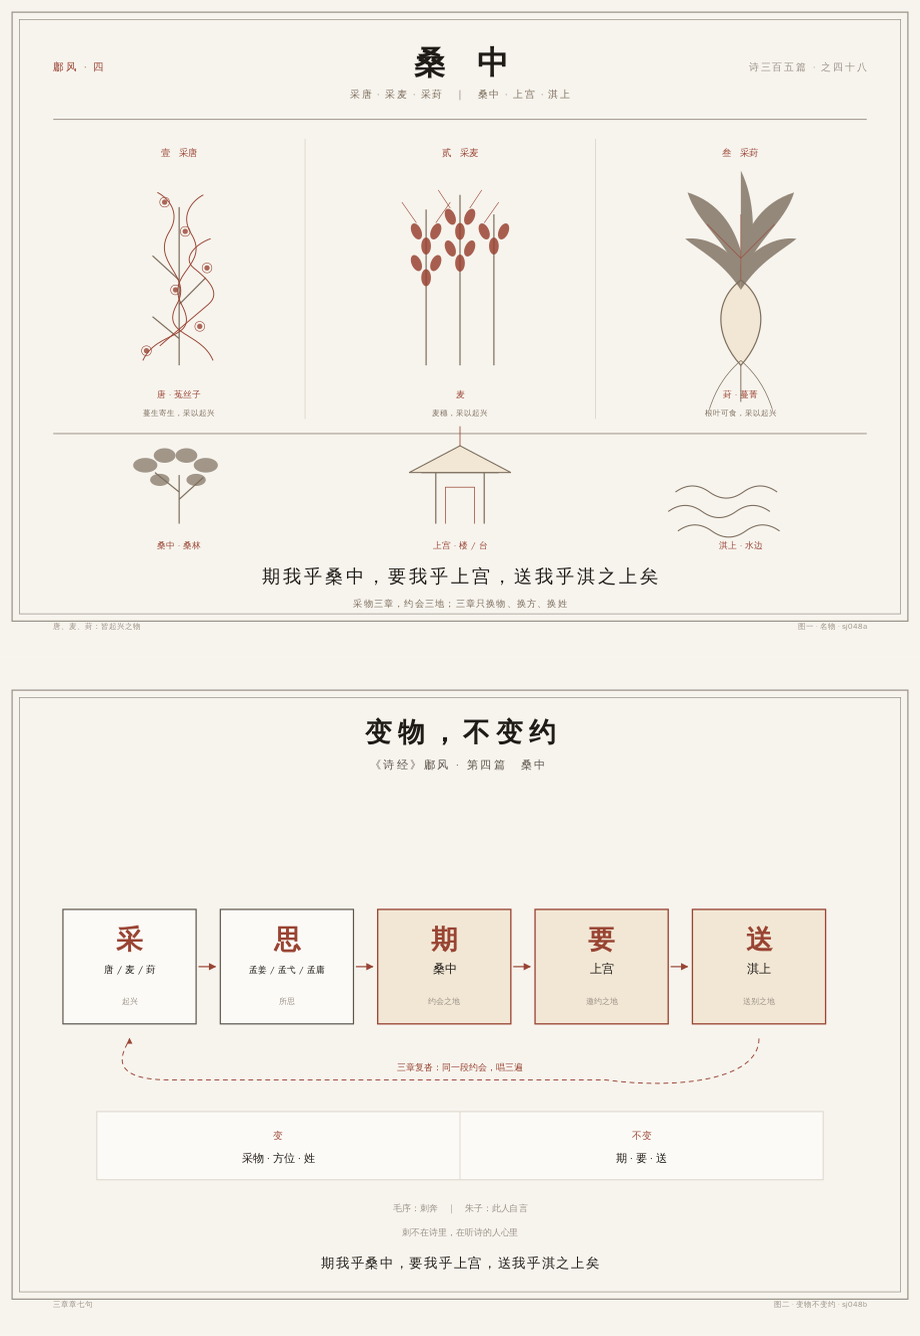 鄘风 · 四
桑 中
诗三百五篇 · 之四十八
采唐 · 采麦 · 采葑 ｜ 桑中 · 上宫 · 淇上
壹 采唐
贰 采麦
叁 采葑
唐 · 菟丝子
麦
葑 · 蔓菁
蔓生寄生，采以起兴
麦穗，采以起兴
根叶可食，采以起兴
桑中 · 桑林
上宫 · 楼 / 台
淇上 · 水边
期我乎桑中，要我乎上宫，送我乎淇之上矣
采物三章，约会三地；三章只换物、换方、换姓
唐、麦、葑：皆起兴之物
图一 · 名物 · sj048a
变物，不变约
《诗经》鄘风 · 第四篇 桑中
采
思
期
要
送
唐 / 麦 / 葑
孟姜 / 孟弋 / 孟庸
桑中
上宫
淇上
起兴
所思
约会之地
邀约之地
送别之地
三章复沓：同一段约会，唱三遍
变
不变
采物 · 方位 · 姓
期 · 要 · 送
毛序：刺奔 ｜ 朱子：此人自言
刺不在诗里，在听诗的人心里
期我乎桑中，要我乎上宫，送我乎淇之上矣
三章章七句
图二 · 变物不变约 · sj048b